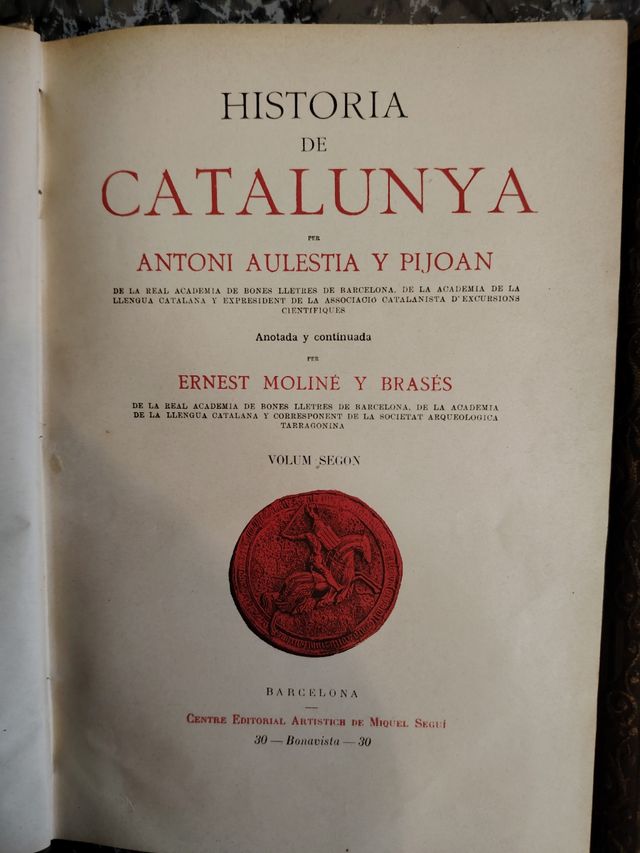 HISTORIA
DE
CATALUNYA
PER
ANTONI AULESTIA Y PIJOAN
DE LA REAL ACADEMIA DE BONES LLETRES DE BARCELONA, DE LA ACADEMIA DE LA
LLENGUA CATALANA Y EXPRESIDENT DE LA ASSOCIACIÓ CATALANISTA D'EXCURSIONS
CIENTIFIQUES
Anotada y continuada
PER
ERNEST MOLINÉ Y BRASÉS
DE LA REAL ACADEMIA DE BONES LLETRES DE BARCELONA, DE LA ACADEMIA
DE LA LLENGUA CATALANA Y CORRESPONENT DE LA SOCIETAT ARQUEOLOGICA
TARRAGONINA
VOLUM SEGON
BARCELONA
CENTRE EDITORIAL ARTISTICH DE MIQUEL SEGUÍ
30 — Bonavista — 30